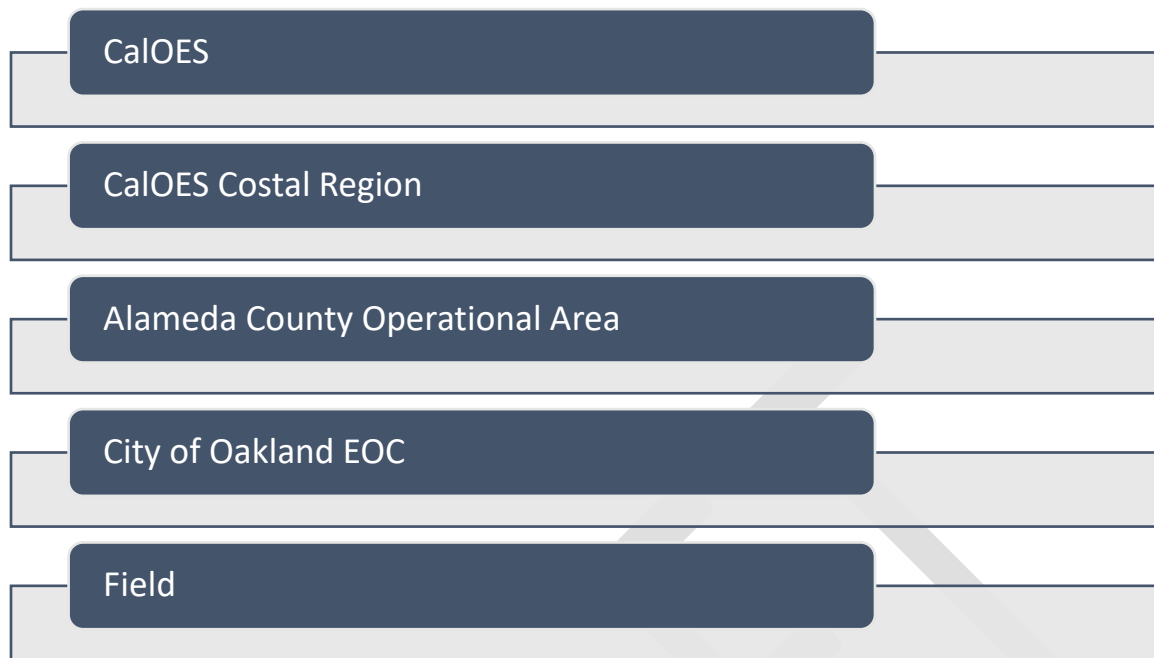 CalOES
CalOES Costal Region
Alameda County Operational Area
City of Oakland EOC
Field